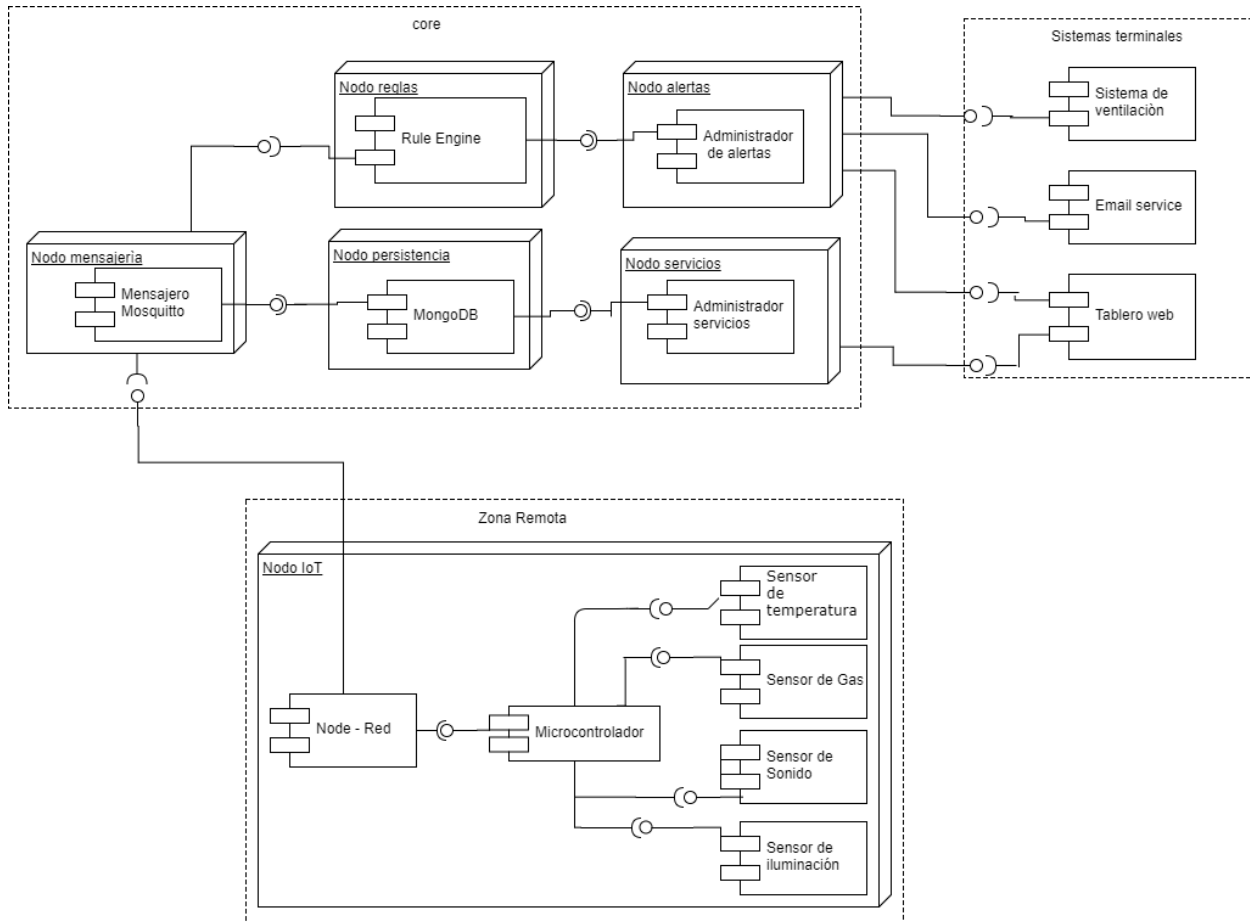 core
Sistemas terminales
Nodo reglas
Rule Engine
Nodo alertas
Administrador
de alertas
Sistema de
ventilaciòn
Email service
Tablero web
Nodo mensajerìa
Mensajero
Mosquitto
Nodo persistencia
MongoDB
Nodo servicios
Administrador
servicios
Zona Remota
Nodo IoT
Node - Red
Microcontrolador
Sensor
de
temperatura
Sensor de Gas
Sensor de
Sonido
Sensor de
iluminación